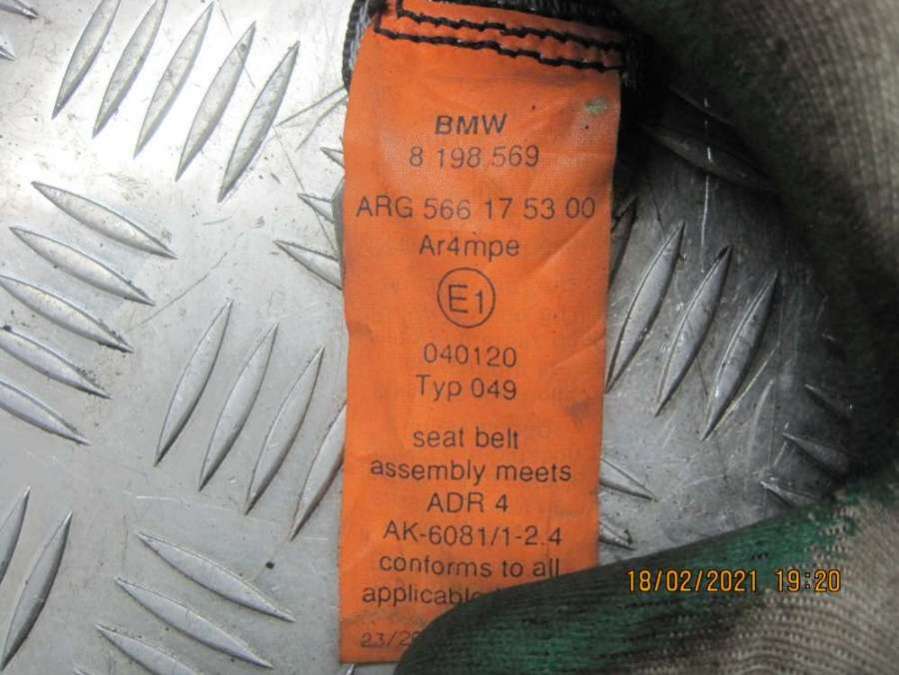 BMW
8 198 569
ARG 566 17 53 00
Ar4mpe
E1
040120
Typ 049
seat belt
assembly meets
ADR 4
AK-6081/1-2.4
conforms to all
applicable
18/02/2021 19:20